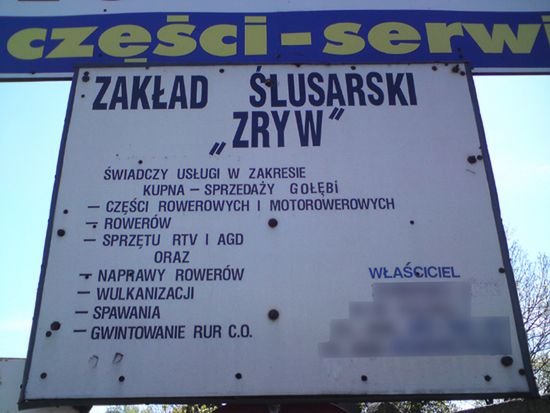 części-serwi
ZAKŁAD ŚLUSARSKI
„ZRYW"
ŚWIADCZY USŁUGI W ZAKRESIE
KUPNA – SPRZEDAŻY GOŁĘBI
– CZĘŚCI ROWEROWYCH I MOTOROWEROWYCH
– ROWERÓW
– SPRZĘTU RTV I AGD
ORAZ
– NAPRAWY ROWERÓW
– WULKANIZACJI
– SPAWANIA
– GWINTOWANIE RUR C.O.
WŁAŚCICIEL